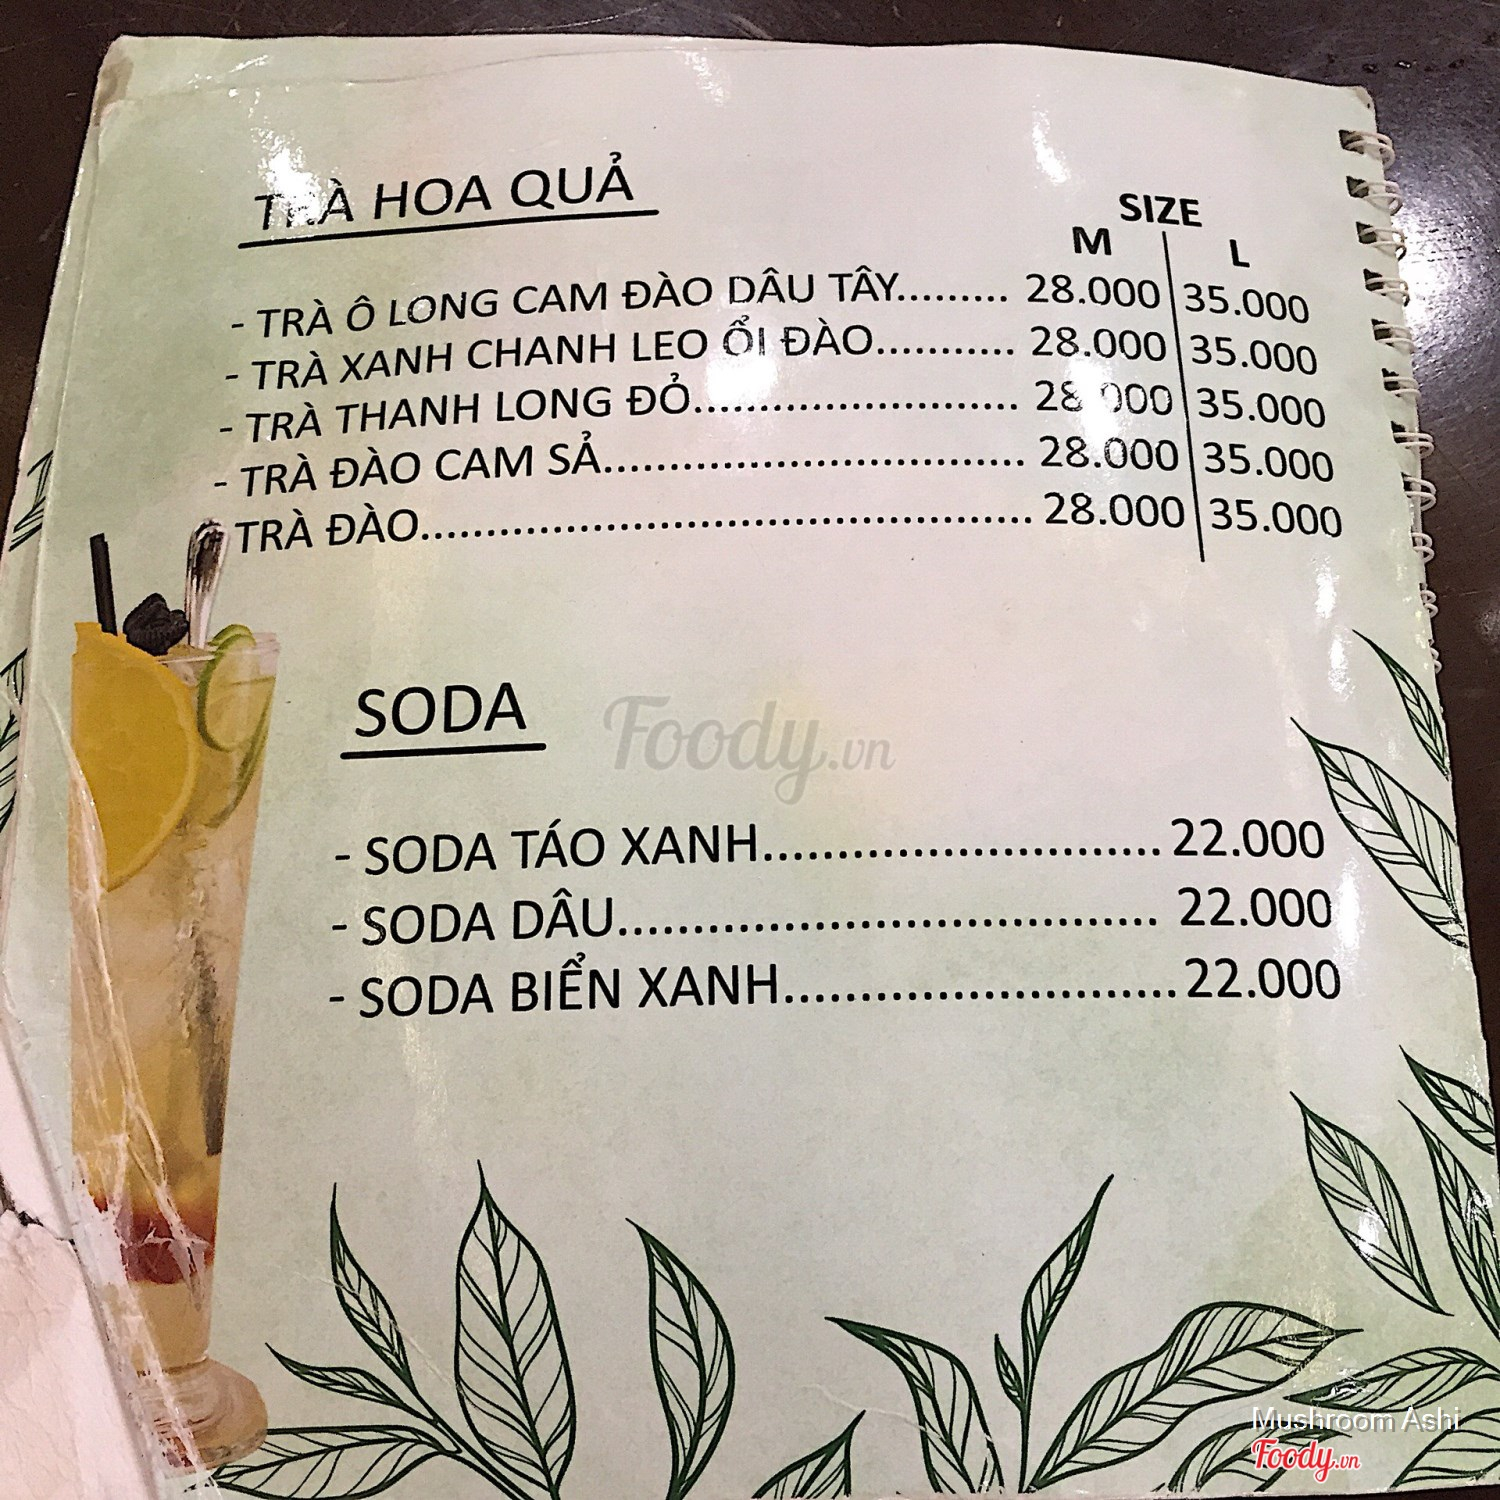 TRÀ HOA QUẢ
SIZE
M L
- TRÀ Ô LONG CAM ĐÀO DÂU TÂY......... 28.000 35.000
- TRÀ XANH CHANH LEO ỔI ĐÀO........... 28.000 35.000
- TRÀ THANH LONG ĐỎ......................... 28.000 35.000
- TRÀ ĐÀO CAM SẢ................................ 28.000 35.000
TRÀ ĐÀO.............................................. 28.000 35.000
SODA
Foody.vn
- SODA TÁO XANH........................... 22.000
- SODA DÂU.................................... 22.000
- SODA BIỂN XANH.......................... 22.000
Mushroom Ashi
Foody.vn